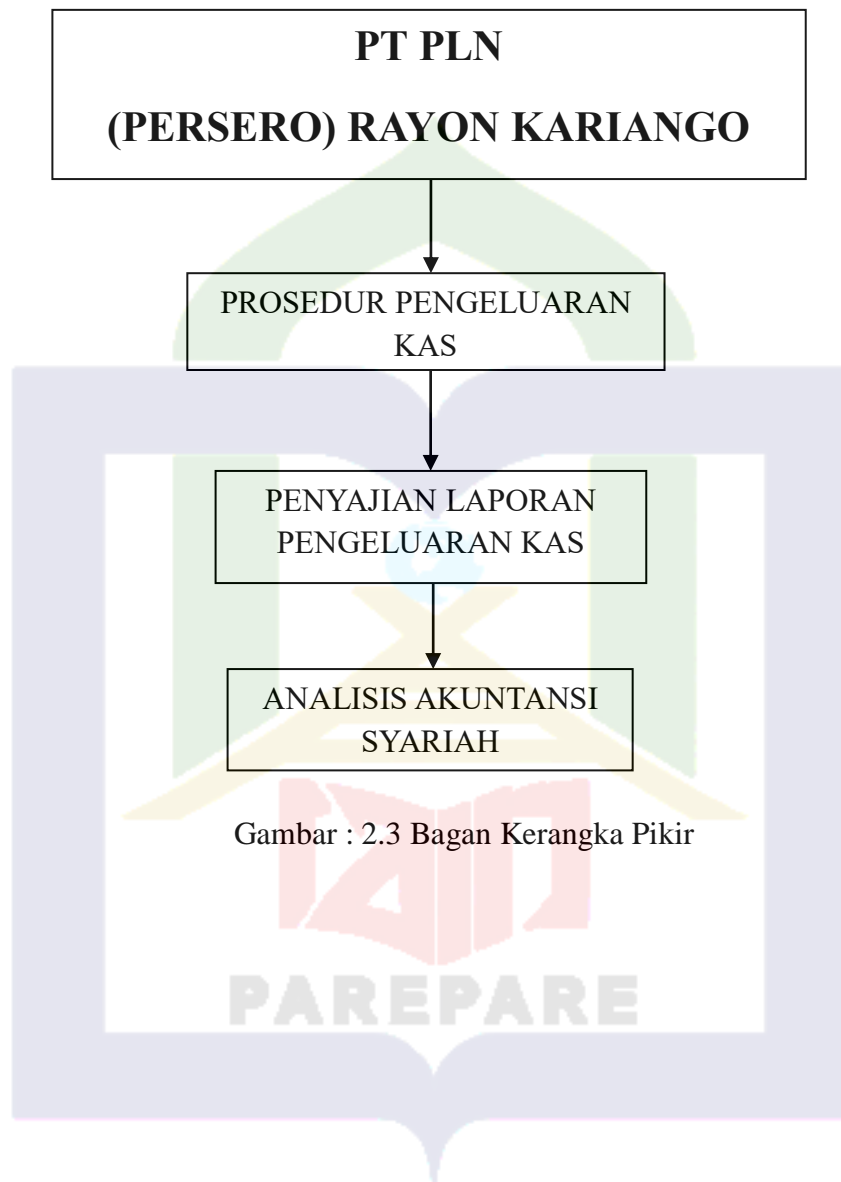 PT PLN
(PERSERO) RAYON KARIANGO
PROSEDUR PENGELUARAN
KAS
PENYAJIAN LAPORAN
PENGELUARAN KAS
ANALISIS AKUNTANSI
SYARIAH
Gambar : 2.3 Bagan Kerangka Pikir
iain
PAREPARE